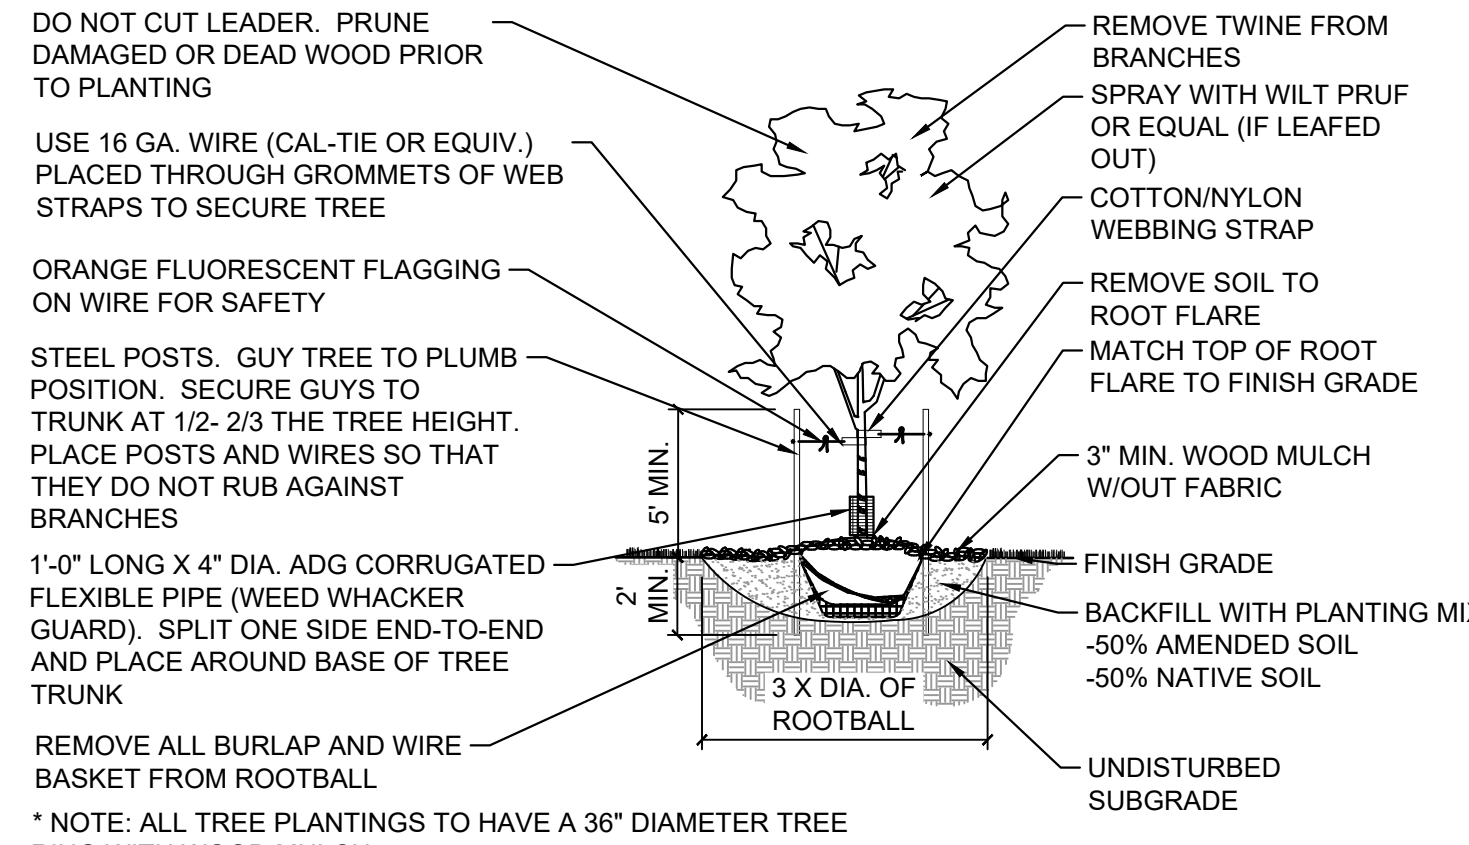 DO NOT CUT LEADER. PRUNE
DAMAGED OR DEAD WOOD PRIOR
TO PLANTING
USE 16 GA. WIRE (CAL-TIE OR EQUIV.)
PLACED THROUGH GROMMETS OF WEB
STRAPS TO SECURE TREE
ORANGE FLUORESCENT FLAGGING
ON WIRE FOR SAFETY
STEEL POSTS. GUY TREE TO PLUMB
POSITION. SECURE GUYS TO
TRUNK AT 1/2- 2/3 THE TREE HEIGHT.
PLACE POSTS AND WIRES SO THAT
THEY DO NOT RUB AGAINST
BRANCHES
1'-0" LONG X 4" DIA. ADG CORRUGATED
FLEXIBLE PIPE (WEED WHACKER
GUARD). SPLIT ONE SIDE END-TO-END
AND PLACE AROUND BASE OF TREE
TRUNK
REMOVE ALL BURLAP AND WIRE
BASKET FROM ROOTBALL
5' MIN.
2'
MIN.
3 X DIA. OF
ROOTBALL
REMOVE TWINE FROM
BRANCHES
SPRAY WITH WILT PRUF
OR EQUAL (IF LEAFED
OUT)
COTTON/NYLON
WEBBING STRAP
REMOVE SOIL TO
ROOT FLARE
MATCH TOP OF ROOT
FLARE TO FINISH GRADE
3" MIN. WOOD MULCH
W/OUT FABRIC
FINISH GRADE
BACKFILL WITH PLANTING
-50% AMENDED SOIL
-50% NATIVE SOIL
UNDISTURBED
SUBGRADE
* NOTE: ALL TREE PLANTINGS TO HAVE A 36" DIAMETER TREE